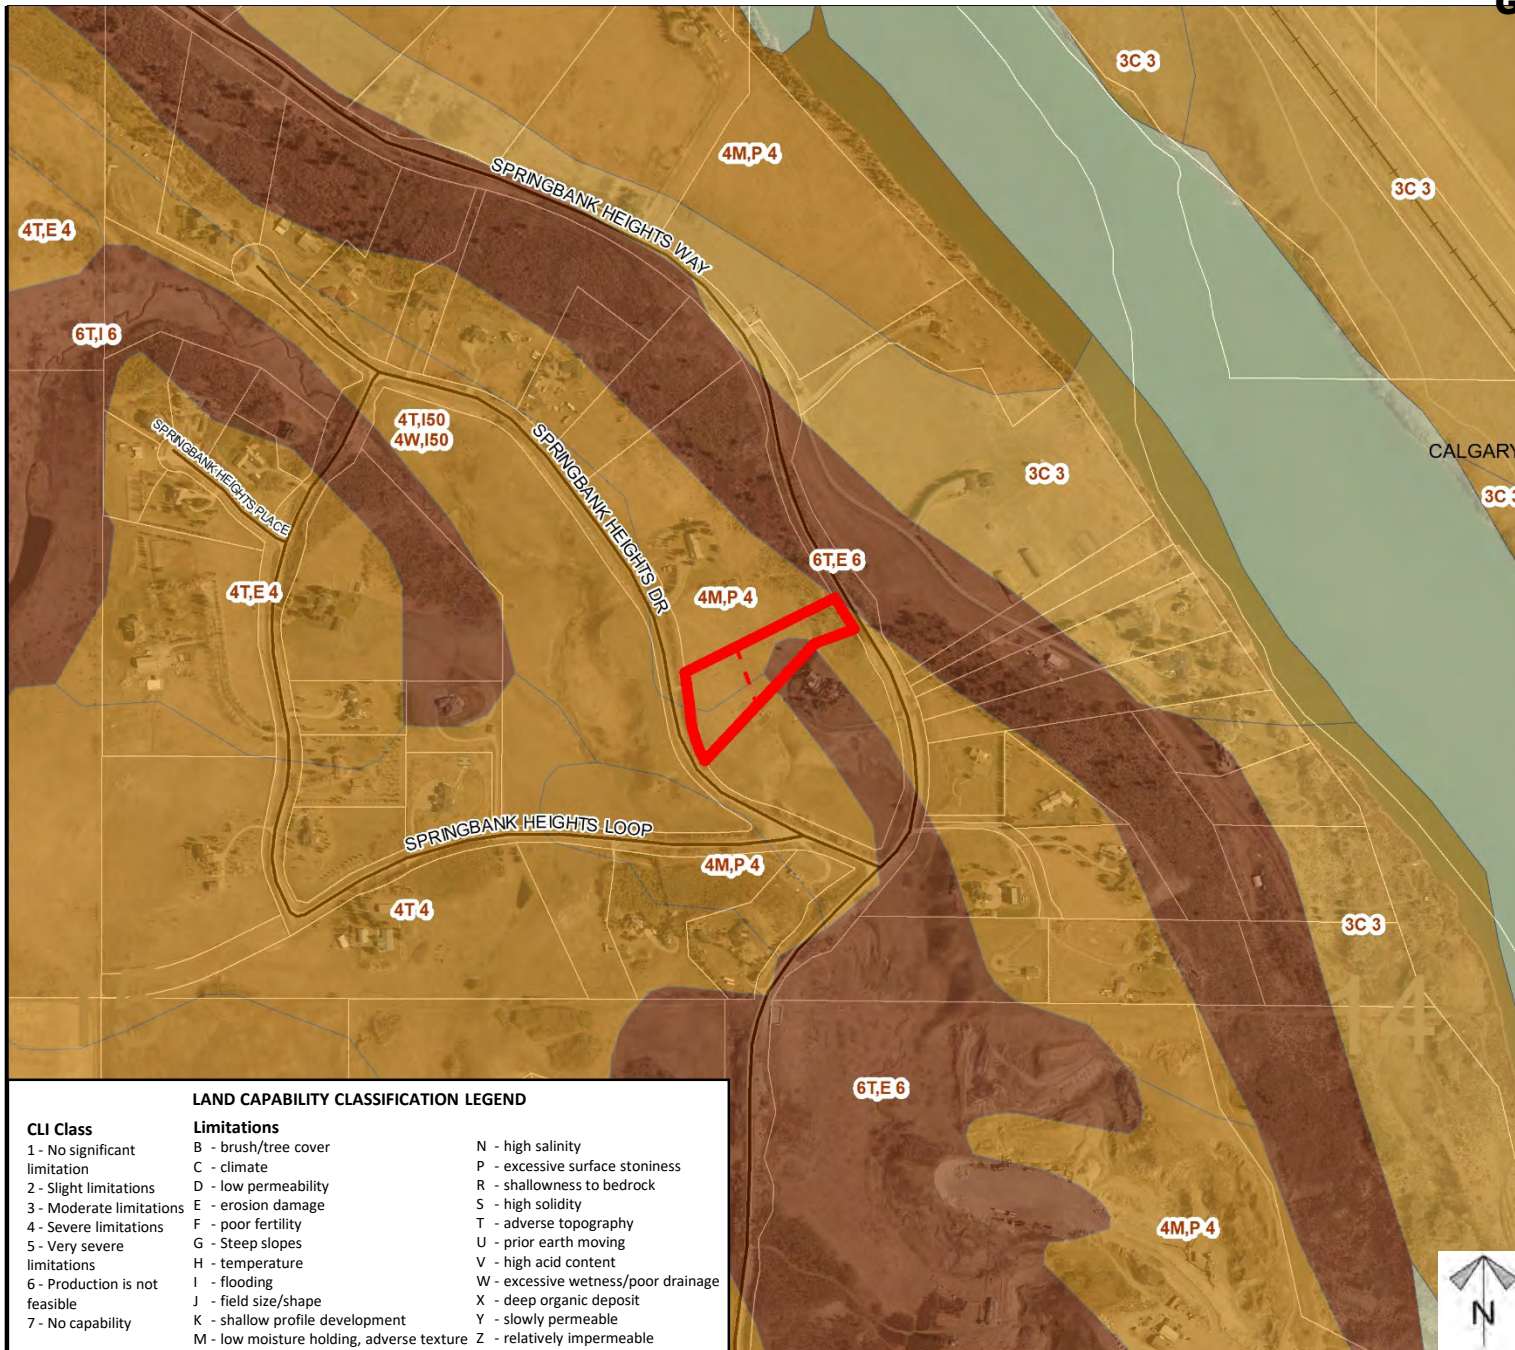 3C 3
4M,P 4
3C 3
SPRINGBANK HEIGHTS WAY
4T,E 4
6T,I 6
4T,I50
4W,I50
SPRINGBANK HEIGHTS PLACE
SPRINGBANK HEIGHTS DR
CALGARY
3C 3
3C 3
6T,E 6
4T,E 4
4M,P 4
SPRINGBANK HEIGHTS LOOP
4M,P 4
4T 4
3C 3
14
6T,E 6
4M,P 4
N
LAND CAPABILITY CLASSIFICATION LEGEND
CLI Class
1 - No significant
limitation
2 - Slight limitations
3 - Moderate limitations
4 - Severe limitations
5 - Very severe
limitations
6 - Production is not
feasible
7 - No capability
Limitations
B - brush/tree cover
C - climate
D - low permeability
E - erosion damage
F - poor fertility
G - Steep slopes
H - temperature
I - flooding
J - field size/shape
K - shallow profile development
M - low moisture holding, adverse texture
N - high salinity
P - excessive surface stoniness
R - shallowness to bedrock
S - high solidity
T - adverse topography
U - prior earth moving
V - high acid content
W - excessive wetness/poor drainage
X - deep organic deposit
Y - slowly permeable
Z - relatively impermeable